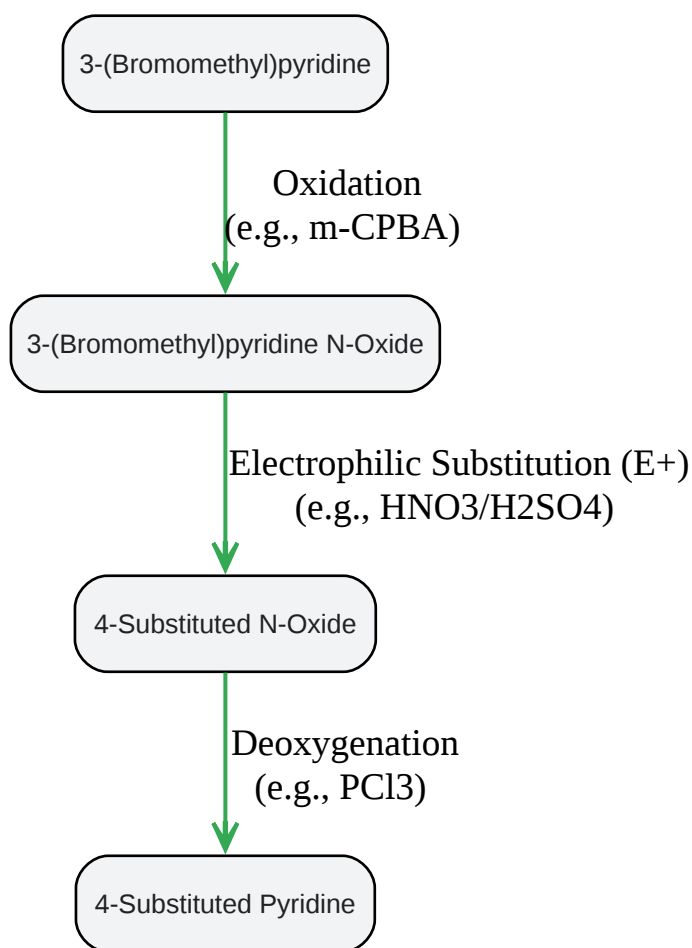 3-(Bromomethyl)pyridine
Oxidation
(e.g., m-CPBA)
3-(Bromomethyl)pyridine N-Oxide
Electrophilic Substitution (E+)
(e.g., HNO3/H2SO4)
4-Substituted N-Oxide
Deoxygenation
(e.g., PCl3)
4-Substituted Pyridine